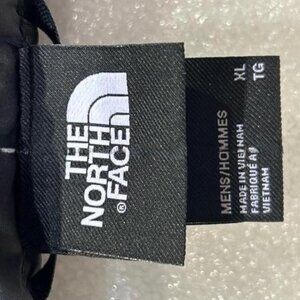 THE
NORTH
FACE®
XL
TG
MENS/HOMMES
MADE IN VIETNAM
FABRIQUÉ AU
VIETNAM